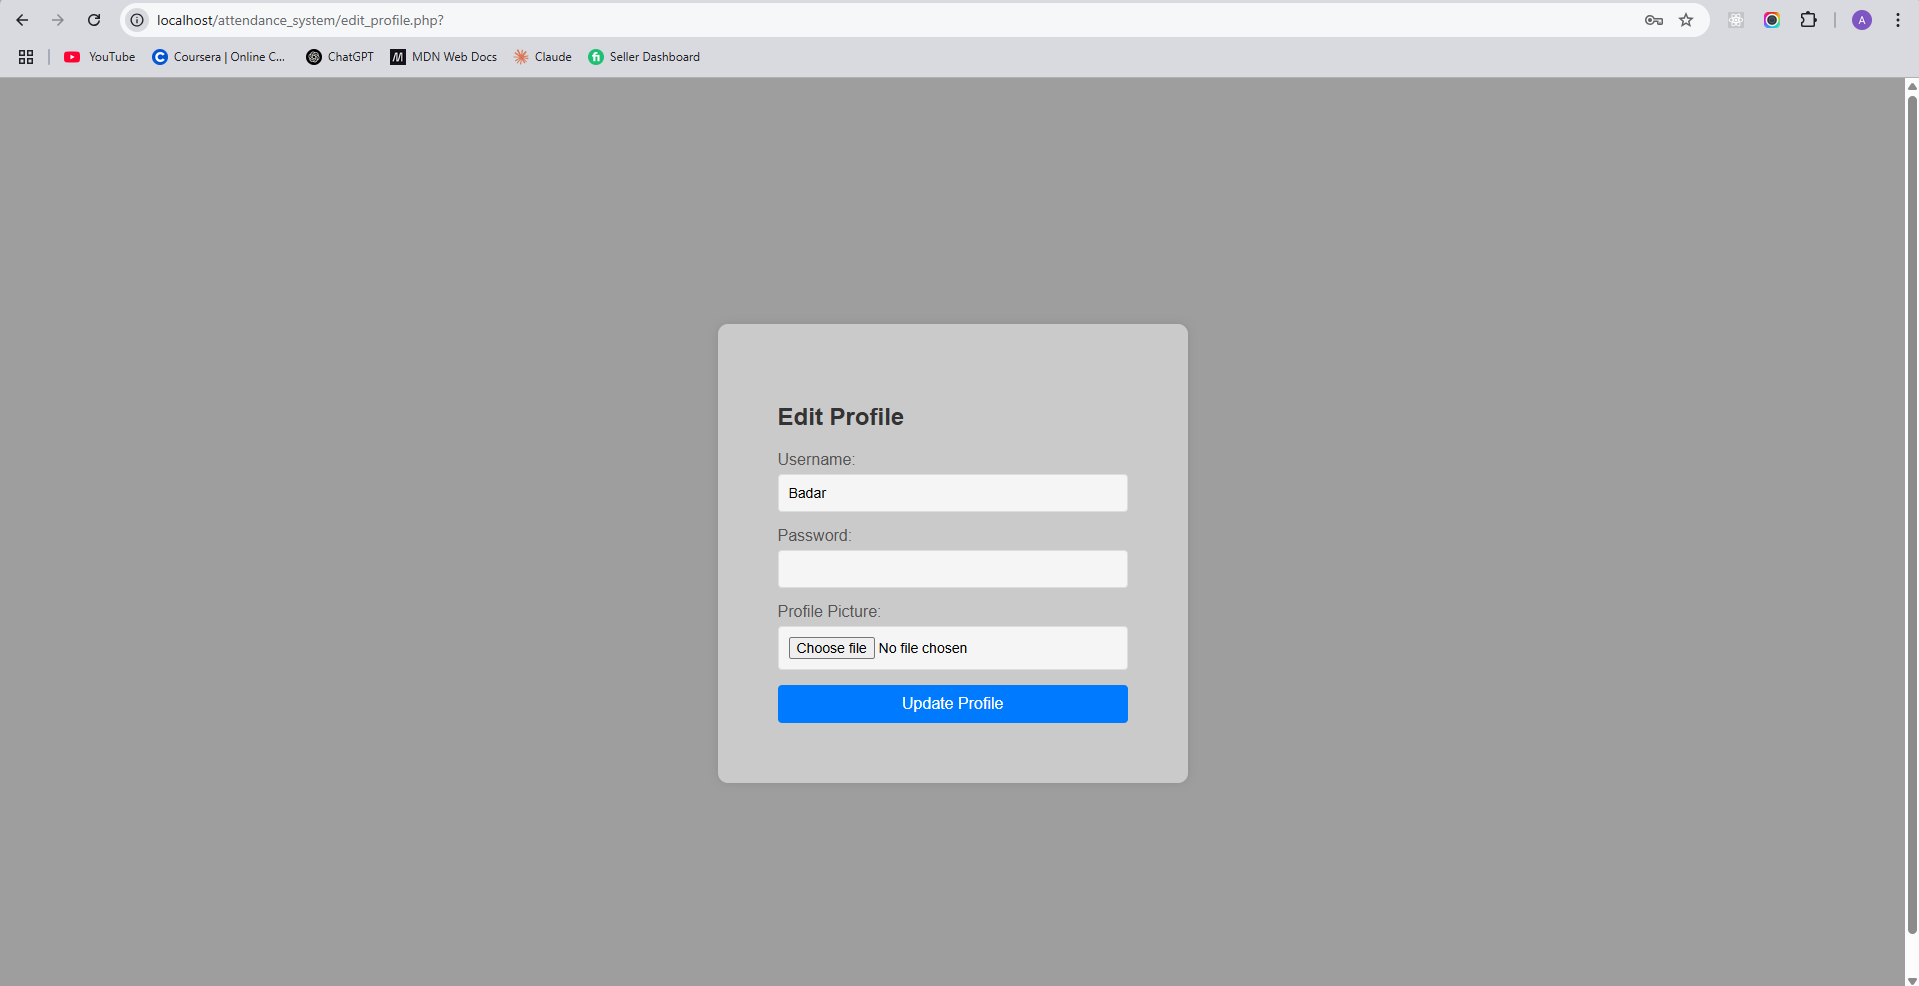 localhost/attendance_system/edit_profile.php?
A
YouTube
Coursera | Online C...
ChatGPT
MDN Web Docs
Claude
Seller Dashboard
Edit Profile
Username:
Badar
Password:
Profile Picture:
Choose file No file chosen
Update Profile